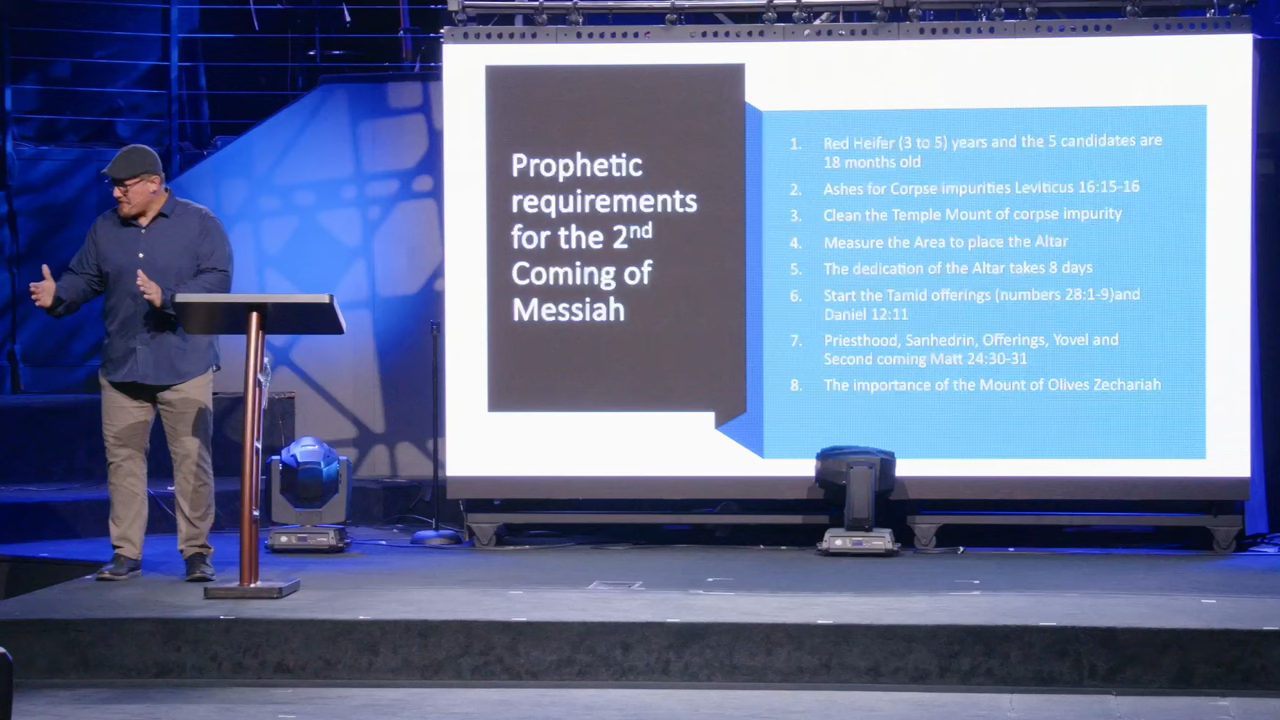 Prophetic
requirements
for the 2nd
Coming of
Messiah
1. Red Heifer (3 to 5) years and the 5 candidates are
18 months old
2. Ashes for Corpse impurities Leviticus 16:15-16
3. Clean the Temple Mount of corpse impurity
4. Measure the Area to place the Altar
5. The dedication of the Altar takes 8 days
6. Start the Tamid offerings (numbers 28:1-9)and
Daniel 12:11
7. Priesthood, Sanhedrin, Offerings, Yovel and
Second coming Matt 24:30-31
8. The importance of the Mount of Olives Zechariah